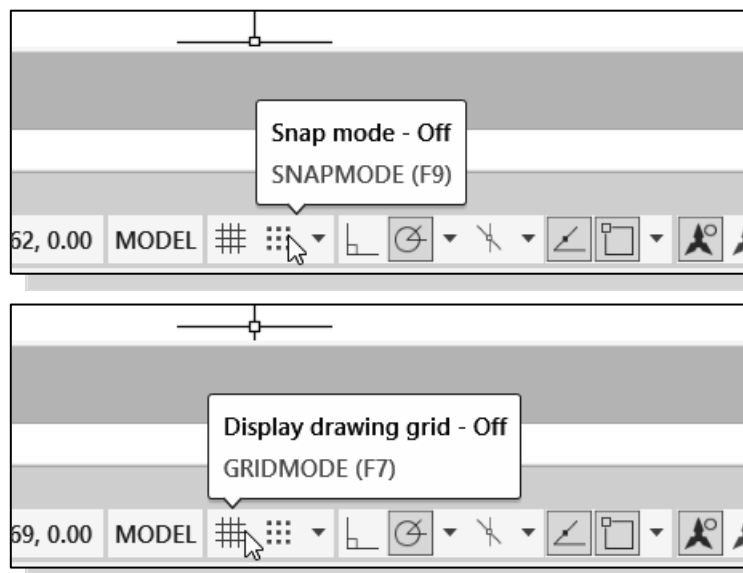 Snap mode - Off
SNAPMODE (F9)
62, 0.00 MODEL
Display drawing grid - Off
GRIDMODE (F7)
69, 0.00 MODEL